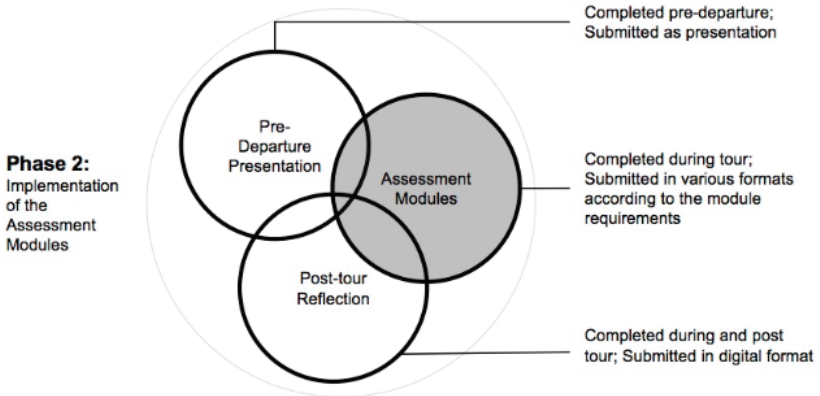 Completed pre-departure;
Submitted as presentation
Pre-
Departure
Presentation
Phase 2:
Implementation
of the
Assessment
Modules
Assessment
Modules
Completed during tour;
Submitted in various formats
according to the module
requirements
Post-tour
Reflection
Completed during and post
tour; Submitted in digital format